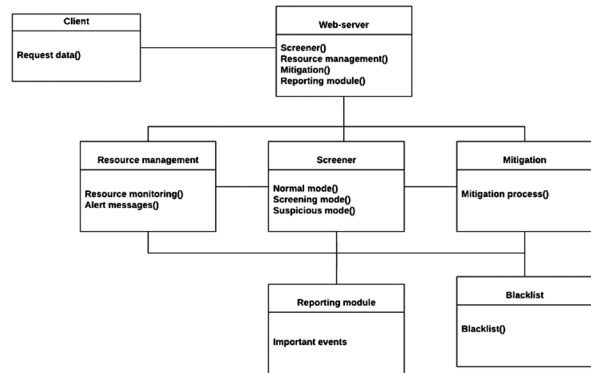 Client
Request data()
Web-server
Screener()
Resource management()
Mitigation()
Reporting module()
Resource management
Resource monitoring()
Alert messages()
Screener
Normal mode()
Screening mode()
Suspicious mode()
Mitigation
Mitigation process()
Reporting module
Important events
Blacklist
Blacklist()